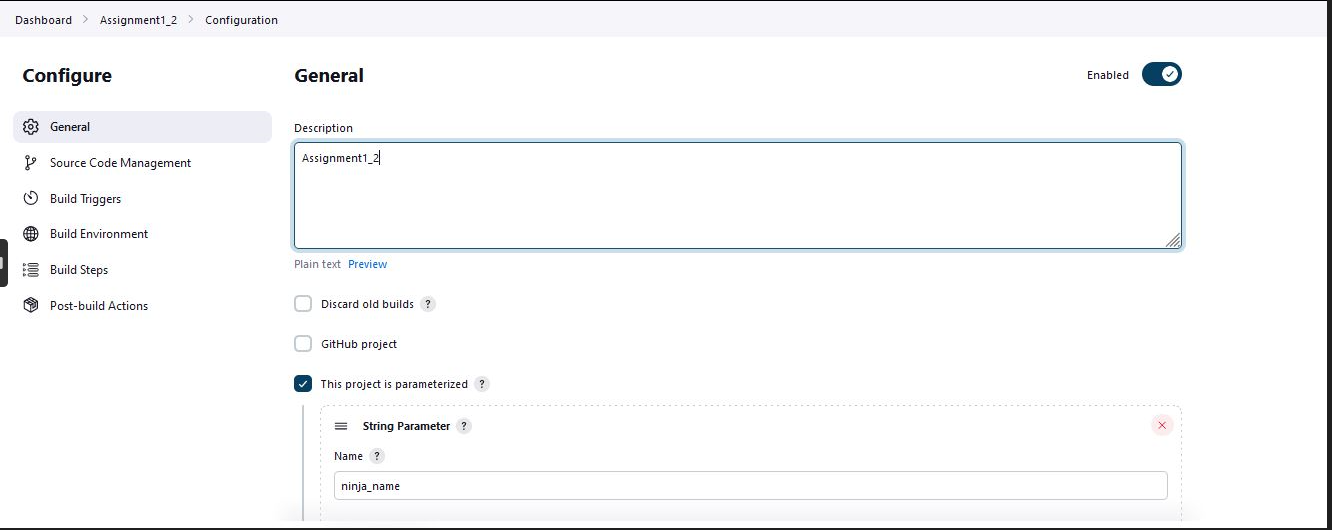 Dashboard > Assignment1_2 > Configuration
Configure
General
Source Code Management
Build Triggers
Build Environment
Build Steps
Post-build Actions
General
Enabled
Description
Assignment1_2
Plain text Preview
Discard old builds ?
GitHub project
This project is parameterized ?
String Parameter ?
Name ?
ninja_name